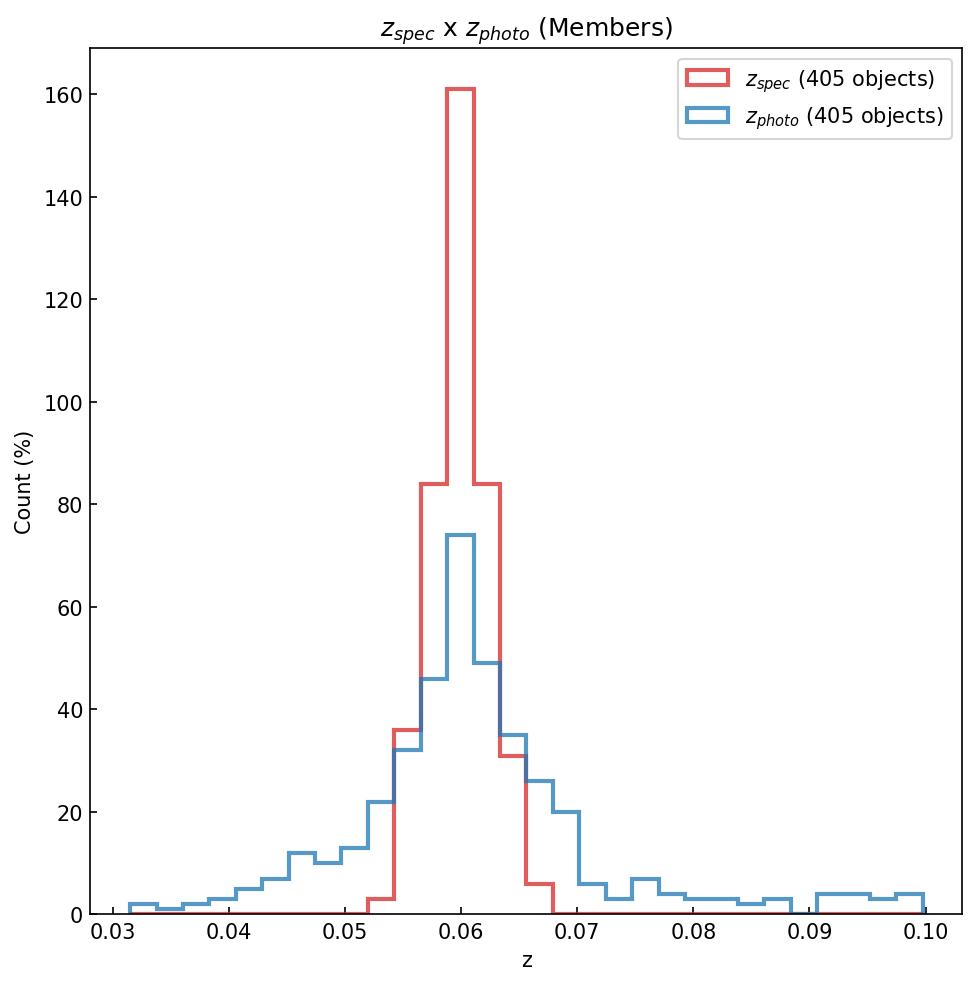 z_spec x z_photo (Members)
z_spec (405 objects)
z_photo (405 objects)
Count (%)
160
140
120
100
80
60
40
20
0
0.03 0.04 0.05 0.06 0.07 0.08 0.09 0.10
z